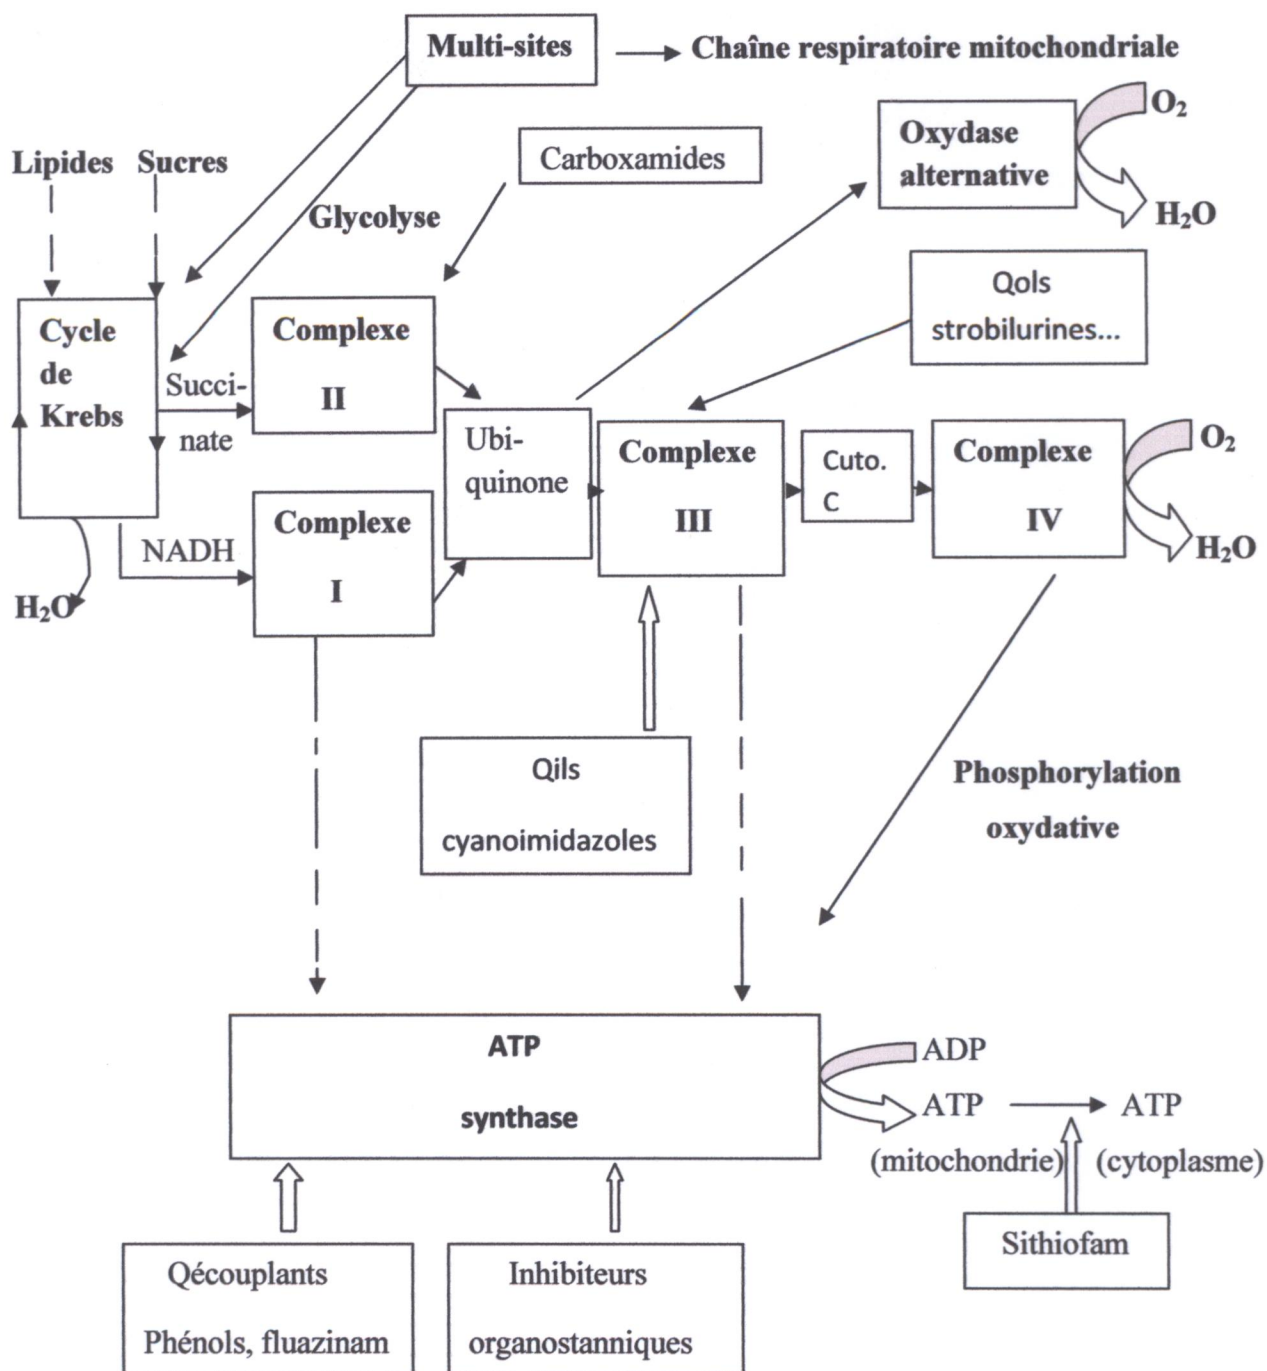 Multi-sites
Chaîne respiratoire mitochondriale
O₂
Oxydase
alternative
H₂O
Lipides Sucres
Carboxamides
Glycolyse
QoIs
strobilurines...
Cycle
de
Krebs
Succi-
nate
Complexe
II
Ubi-
quinone
Complexe
III
Cuto.
C
Complexe
IV
O₂
H₂O
NADH
H₂O
Complexe
I
QiIs
cyanoimidazoles
Phosphorylation
oxydative
ATP
synthase
ADP
ATP
ATP
(mitochondrie)
(cytoplasme)
Sithiofam
Qécouplants
Phénols, fluazinam
Inhibiteurs
organostanniques